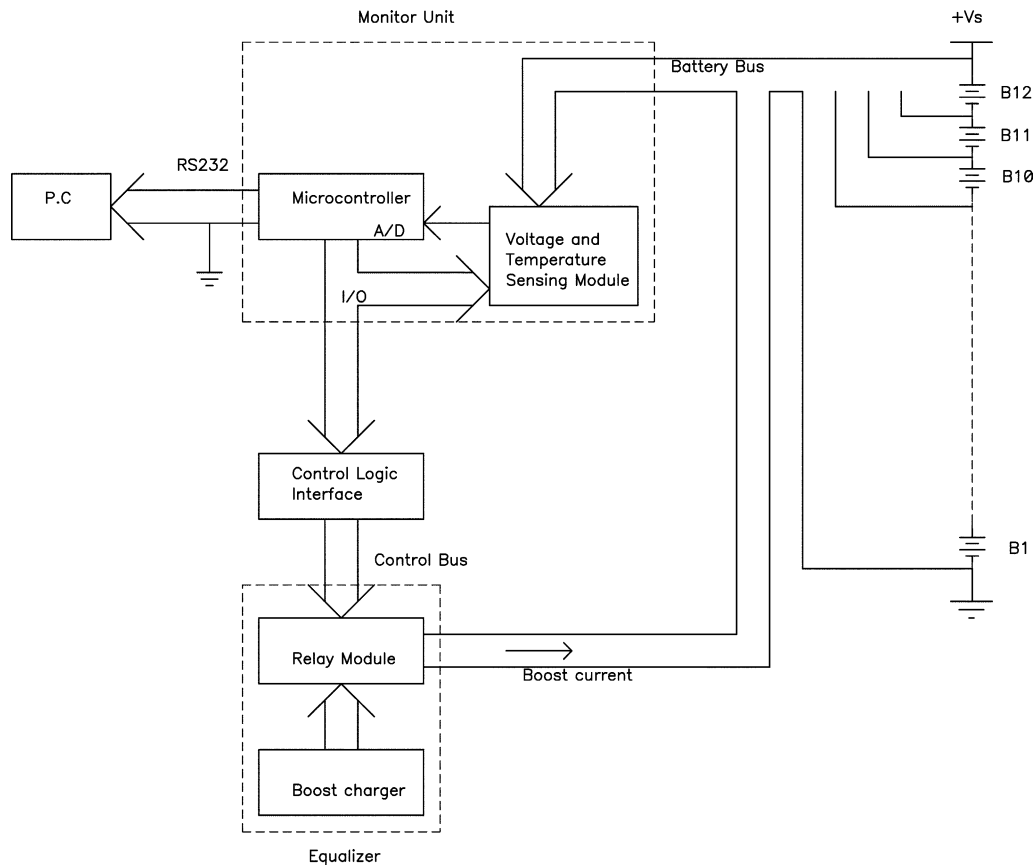 Monitor Unit
+Vs
Battery Bus
B12
B11
B10
RS232
P.C
Microcontroller
A/D
Voltage and
Temperature
Sensing Module
I/O
Control Logic
Interface
B1
Control Bus
Relay Module
Boost current
Boost charger
Equalizer